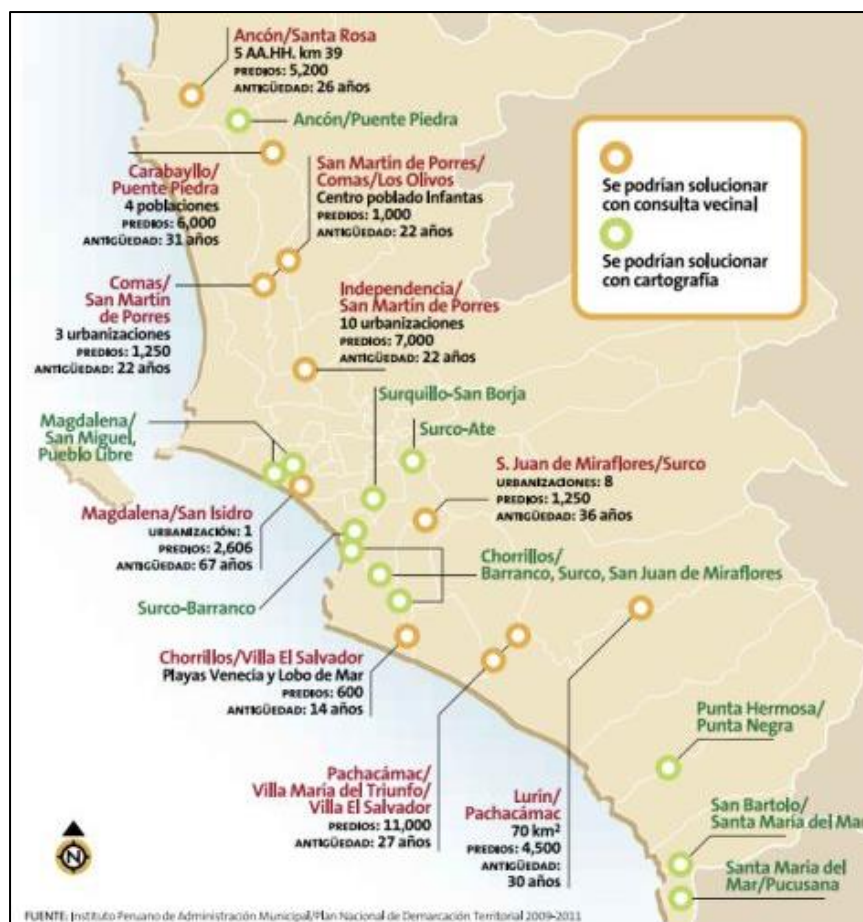 Ancón/Santa Rosa
5 AA.HH. km 39
PREDIOS: 5,200
ANTIGÜEDAD: 26 años
Ancón/Puente Piedra
Carabayllo/
Puente Piedra
4 poblaciones
PREDIOS: 6,000
ANTIGÜEDAD: 31 años
San Martin de Porres/
Comas/Los Olivos
Centro poblado Infantas
PREDIOS: 1,000
ANTIGÜEDAD: 22 años
Se podrían solucionar
con consulta vecinal
Se podrían solucionar
con cartografía
Comas/
San Martín
de Porres
3 urbanizaciones
PREDIOS: 1,250
ANTIGÜEDAD: 22 años
Independencia/
San Martin de Porres
10 urbanizaciones
PREDIOS: 7,000
ANTIGÜEDAD: 22 años
Surquillo-San Borja
Surco-Ate
Magdalena/
San Miguel,
Pueblo Libre
S. Juan de Miraflores/Surco
URBANIZACIONES: 8
PREDIOS: 1,250
ANTIGÜEDAD: 36 años
Magdalena/San Isidro
URBANIZACIÓN: 1
PREDIOS: 2,606
ANTIGÜEDAD: 67 años
Chorrillos/
Barranco, Surco, San Juan de Miraflores
Surco-Barranco
Chorrillos/Villa El Salvador
Playas Venecia y Lobo de Mar
PREDIOS: 600
ANTIGÜEDAD: 14 años
Punta Hermosa/
Punta Negra
Pachacámac/
Villa María del Triunfo/
Villa El Salvador
PREDIOS: 11,000
ANTIGÜEDAD: 27 años
Lurín/
Pachacámac
70 km²
PREDIOS: 4,500
ANTIGÜEDAD:
30 años
San Bartolo/
Santa María del Mar
Santa María del
Mar/Pucusana
N
FUENTE: Instituto Peruano de Administración Municipal/Plan Nacional de Demarcación Territorial 2009-2011